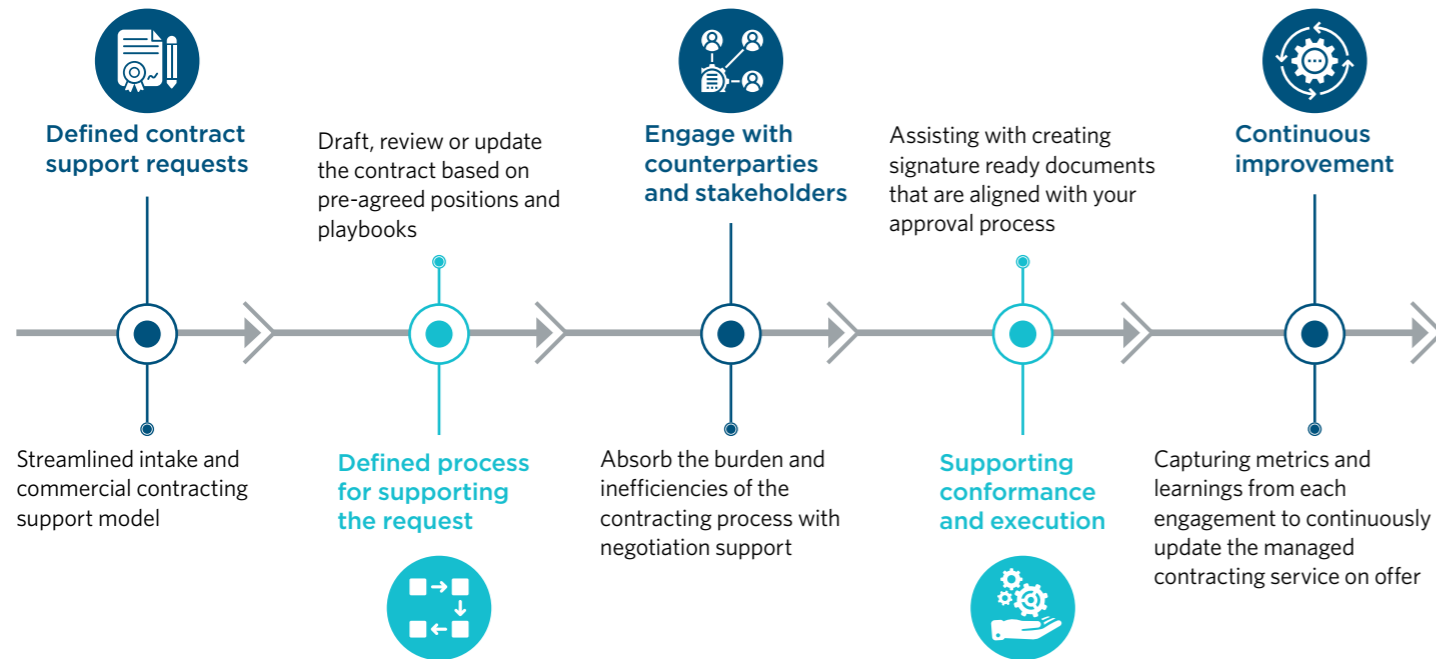 Defined contract
support requests
Streamlined intake and
commercial contracting
support model
Draft, review or update
the contract based on
pre-agreed positions and
playbooks
Defined process
for supporting
the request
Engage with
counterparties
and stakeholders
Absorb the burden and
inefficiencies of the
contracting process with
negotiation support
Assisting with creating
signature ready documents
that are aligned with your
approval process
Supporting
conformance
and execution
Continuous
improvement
Capturing metrics and
learnings from each
engagement to continuously
update the managed
contracting service on offer